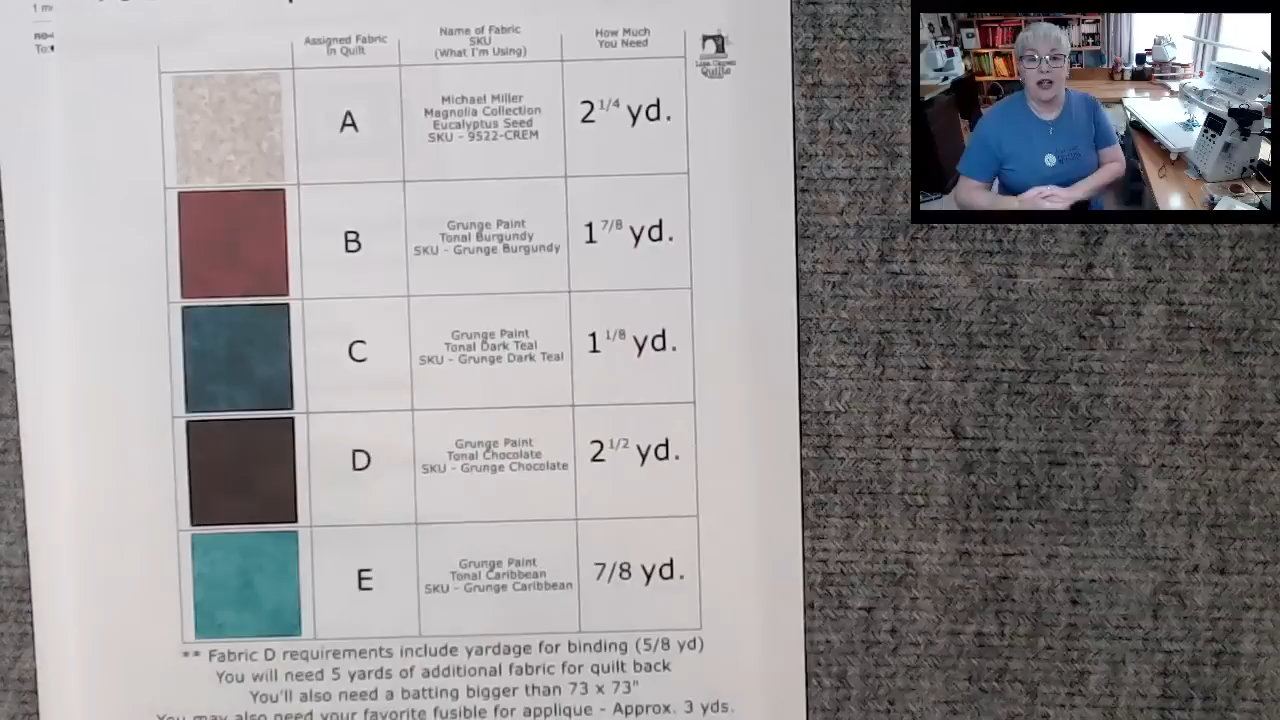 1 m
no
To:
Assigned Fabric
in Quilt
Name of Fabric
SKU
(What I'm Using)
How Much
You Need
Quilts
A
Michael Miller
Magnolia Collection
Eucalyptus Seed
SKU - 9522-CREM
2 1/4 yd.
B
Grunge Paint
Tonal Burgundy
SKU - Grunge Burgundy
1 7/8 yd.
C
Grunge Paint
Tonal Dark Teal
SKU - Grunge Dark Teal
1 1/8 yd.
D
Grunge Paint
Tonal Chocolate
SKU - Grunge Chocolate
2 1/2 yd.
E
Grunge Paint
Tonal Caribbean
SKU - Grunge Caribbean
7/8 yd.
** Fabric D requirements include yardage for binding (5/8 yd)
You will need 5 yards of additional fabric for quilt back
You'll also need a batting bigger than 73 x 73"
You may also need your favorite fusible for applique - Approx. 3 yds.